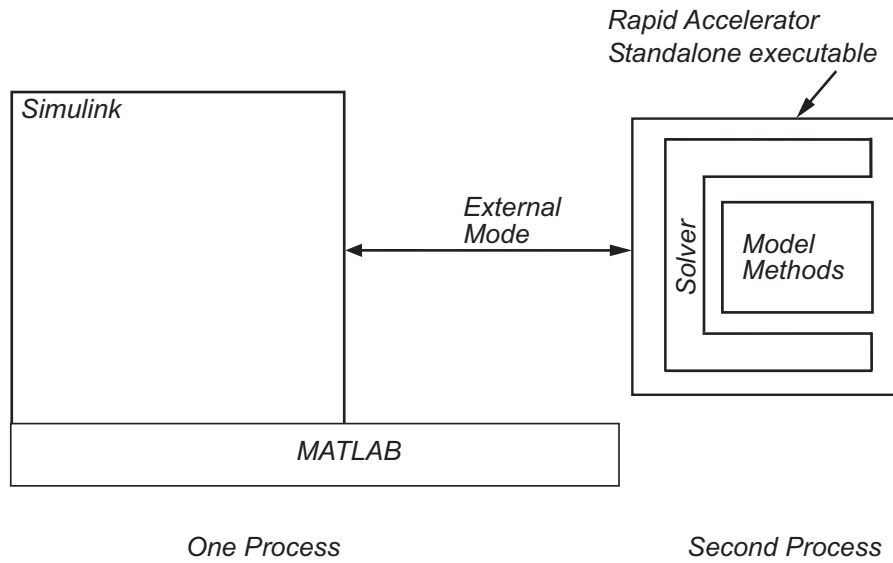 Rapid Accelerator
Standalone executable
Simulink
External
Mode
Solver
Model
Methods
MATLAB
One Process
Second Process